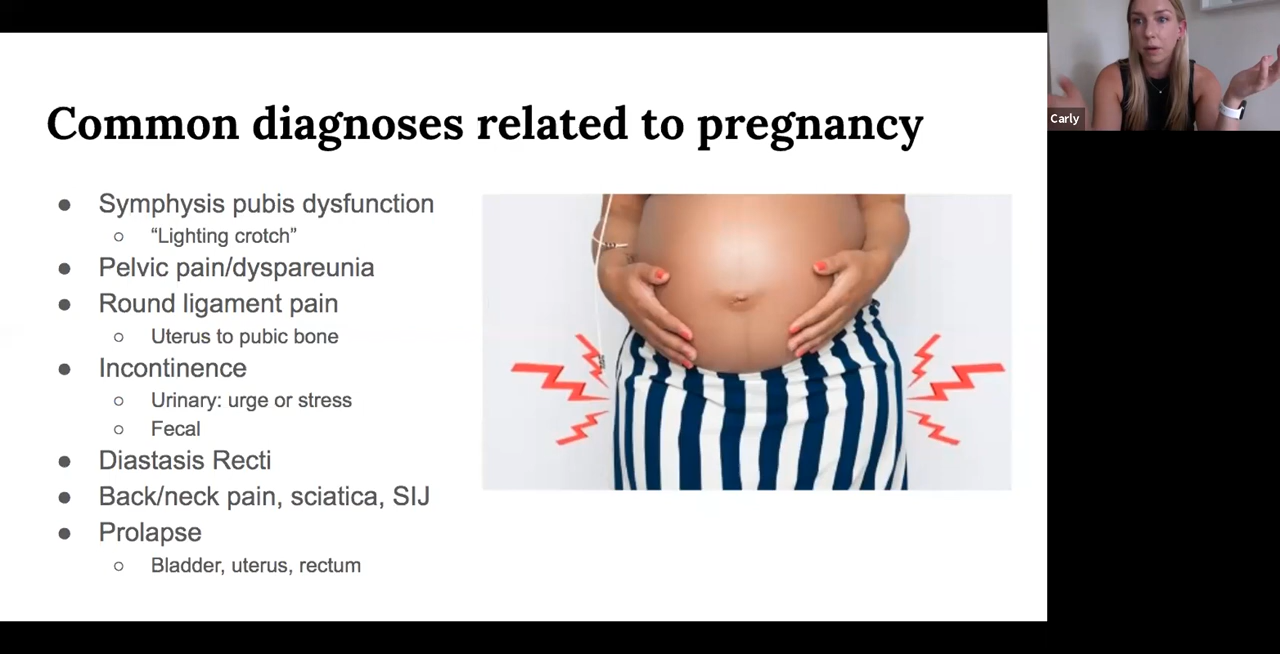 Common diagnoses related to pregnancy
Symphysis pubis dysfunction
“Lighting crotch”
Pelvic pain/dyspareunia
Round ligament pain
Uterus to pubic bone
Incontinence
Urinary: urge or stress
Fecal
Diastasis Recti
Back/neck pain, sciatica, SIJ
Prolapse
Bladder, uterus, rectum
Carly